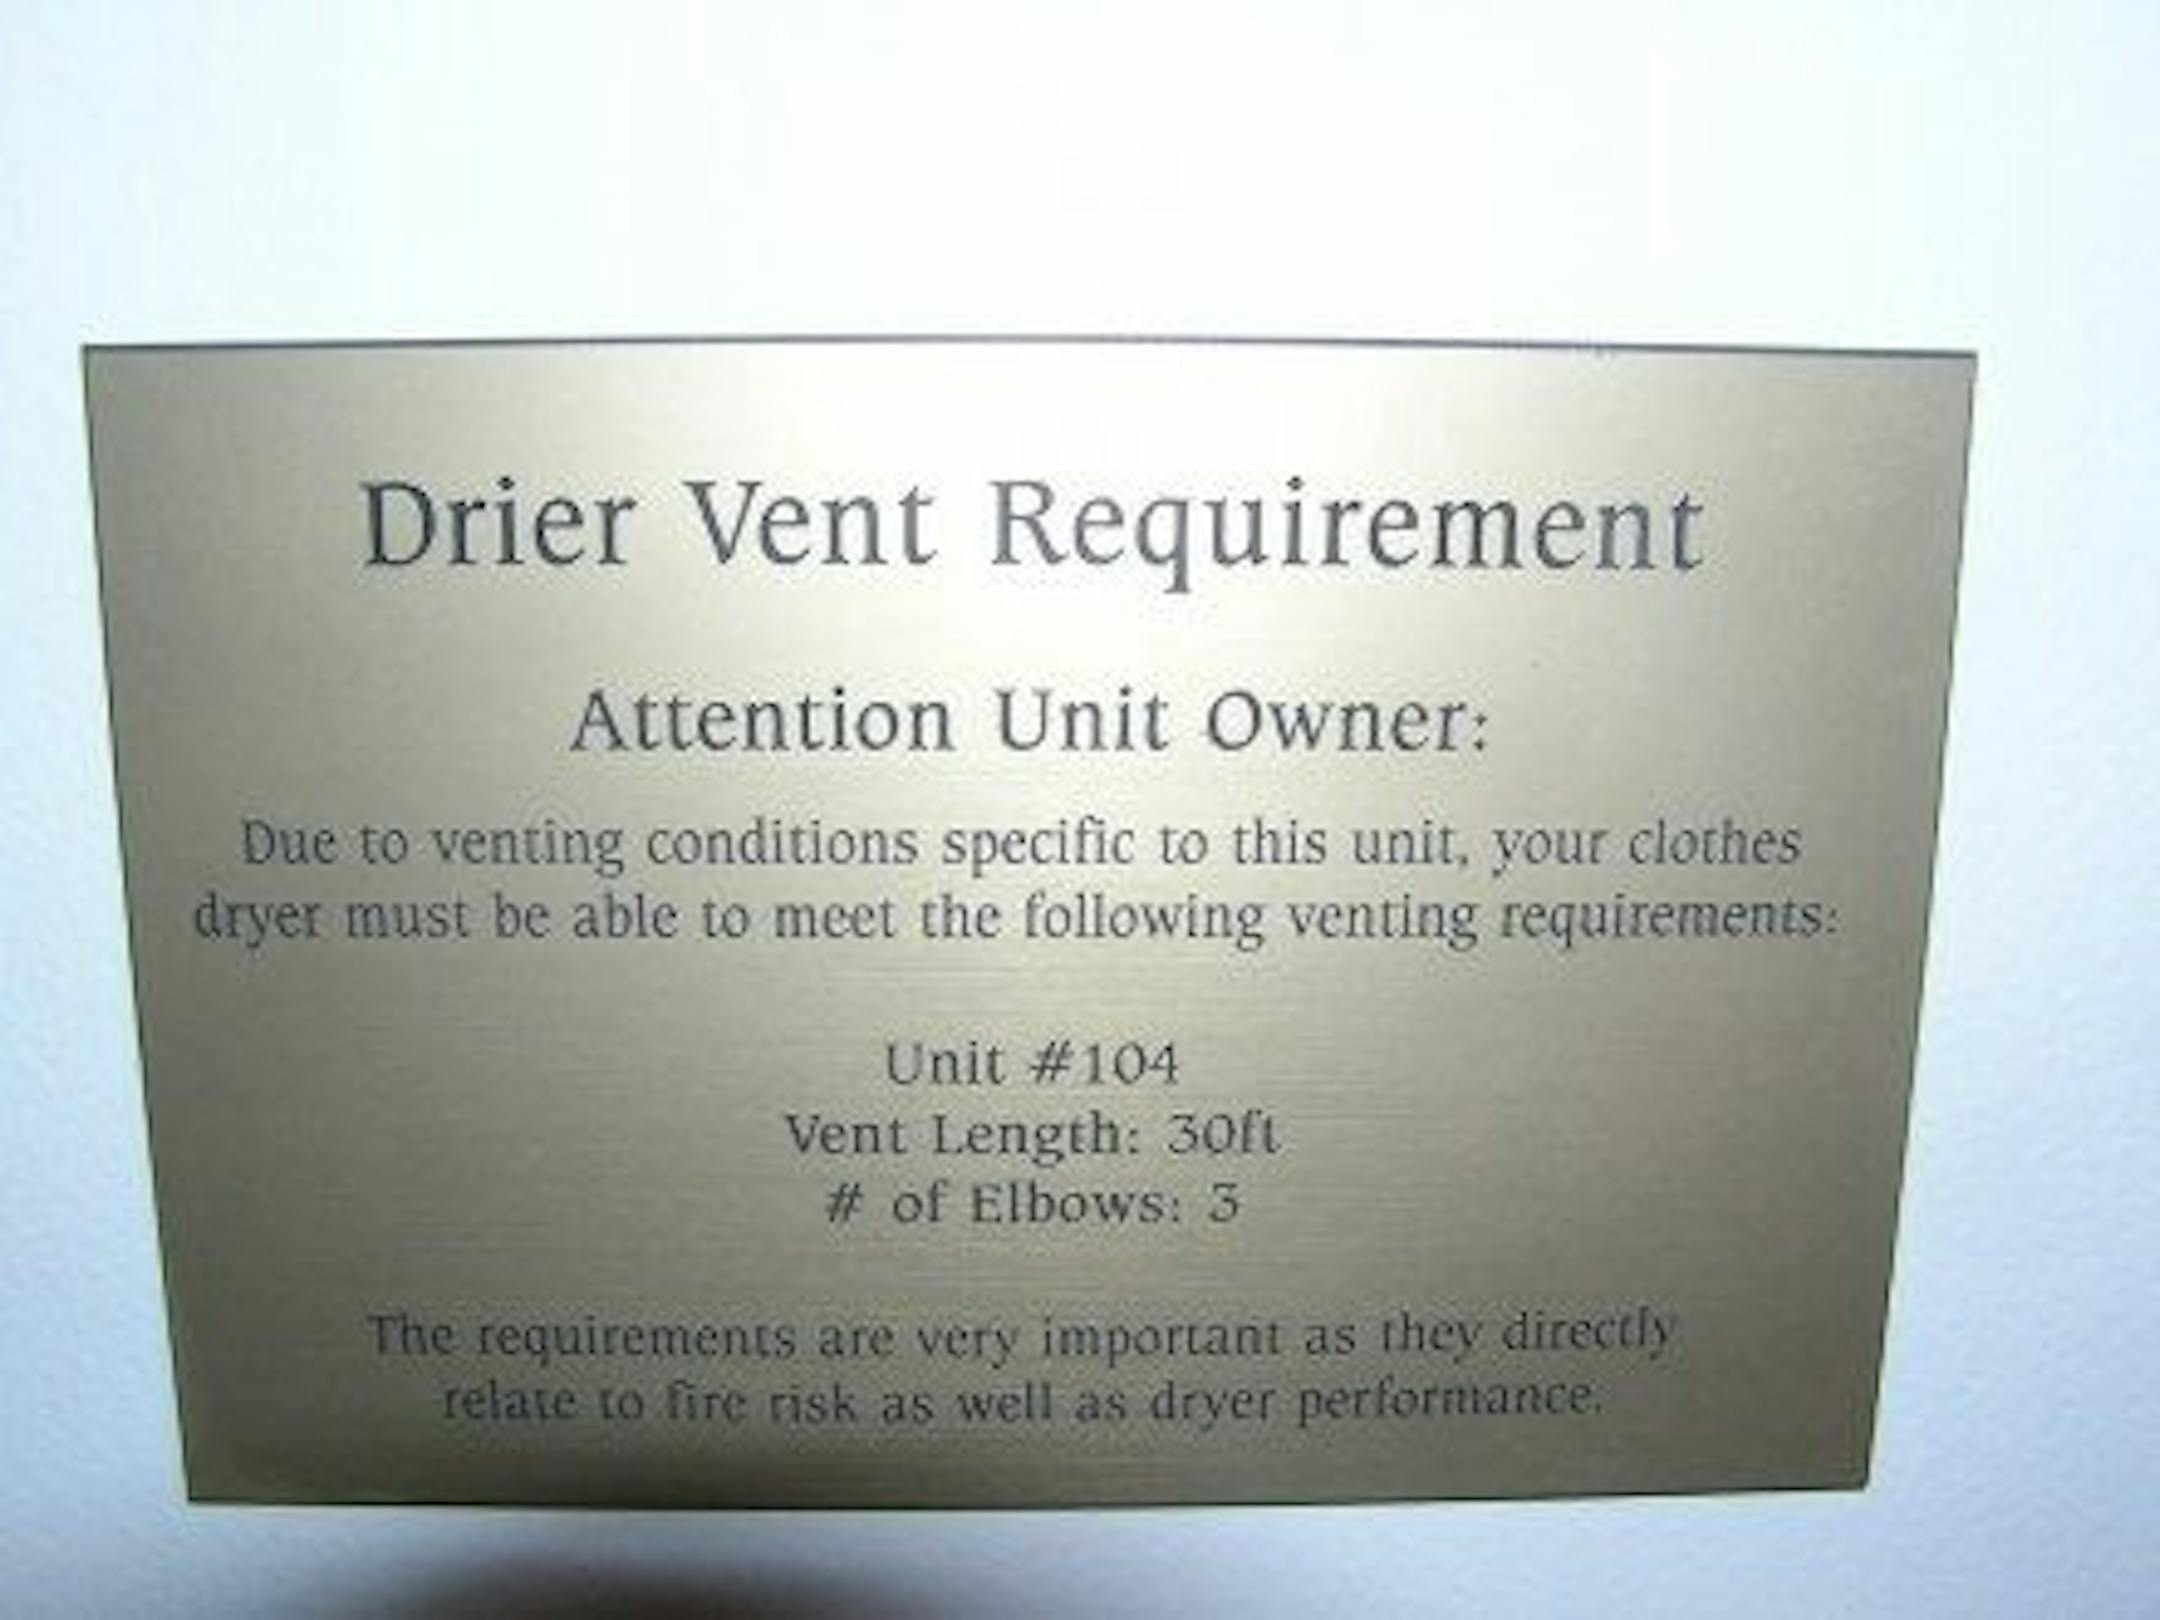 Drier Vent Requirement
Attention Unit Owner:
Due to venting conditions specific to this unit, your clothes
dryer must be able to meet the following venting requirements:
Unit #104
Vent Length: 30ft
# of Elbows: 3
The requirements are very important as they directly
relate to fire risk as well as dryer performance.